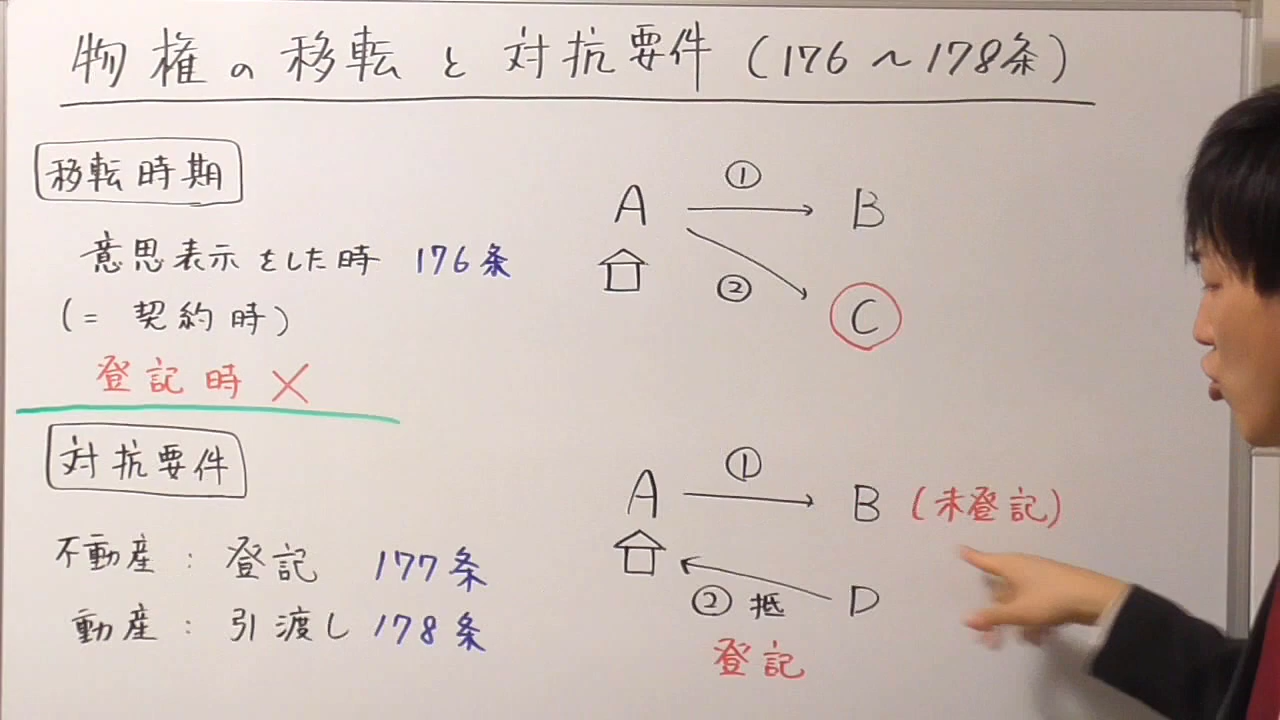 物権の移転と対抗要件(176~178条)
移転時期
意思表示をした時 176条
(= 契約時)
登記時 ×
対抗要件
不動産: 登記 177条
動産: 引渡し 178条
A ① B
② C
A ① B (未登記)
② 抵 D
登記